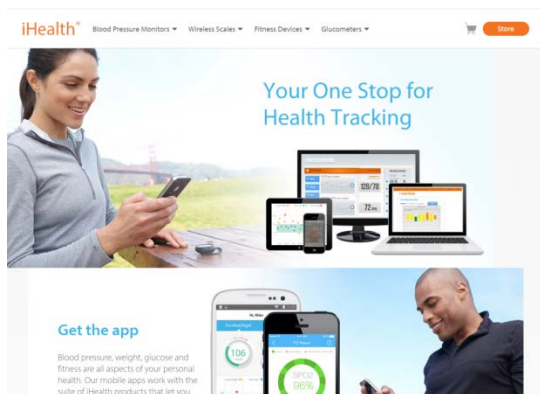 iHealth®
Blood Pressure Monitors
Wireless Scales
Fitness Devices
Glucometers
Store
Your One Stop for
Health Tracking
120/78
72
Get the app
Blood pressure, weight, glucose and
fitness are all aspects of your personal
health. Our mobile apps work with the
suite of iHealth products that let you
106
SPO2
96%